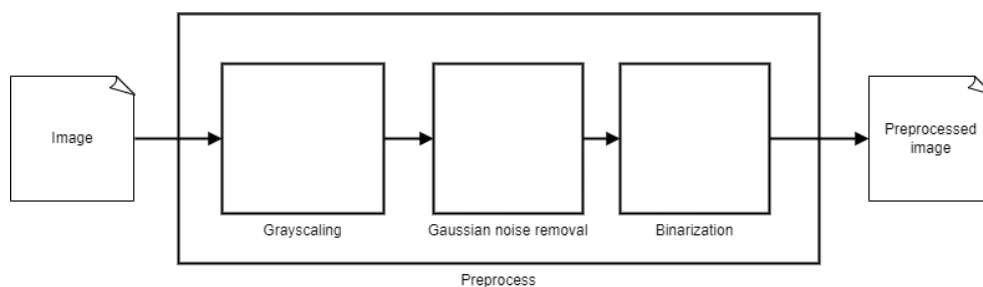 Image
Preprocessed
image
Grayscaling
Gaussian noise removal
Binarization
Preprocess